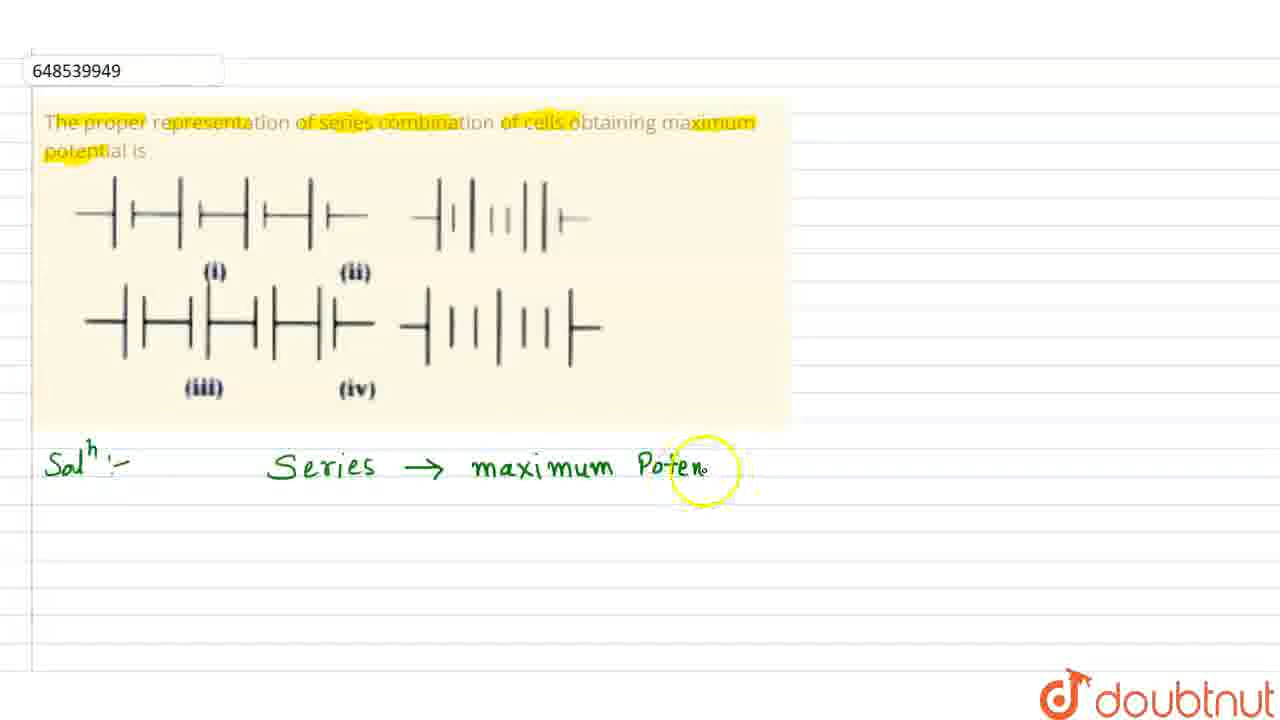 648539949
The proper representation of series combination of cells obtaining maximum
potential is
(i) (ii)
(iii) (iv)
Solⁿ :- Series → maximum Poten
doubtnut